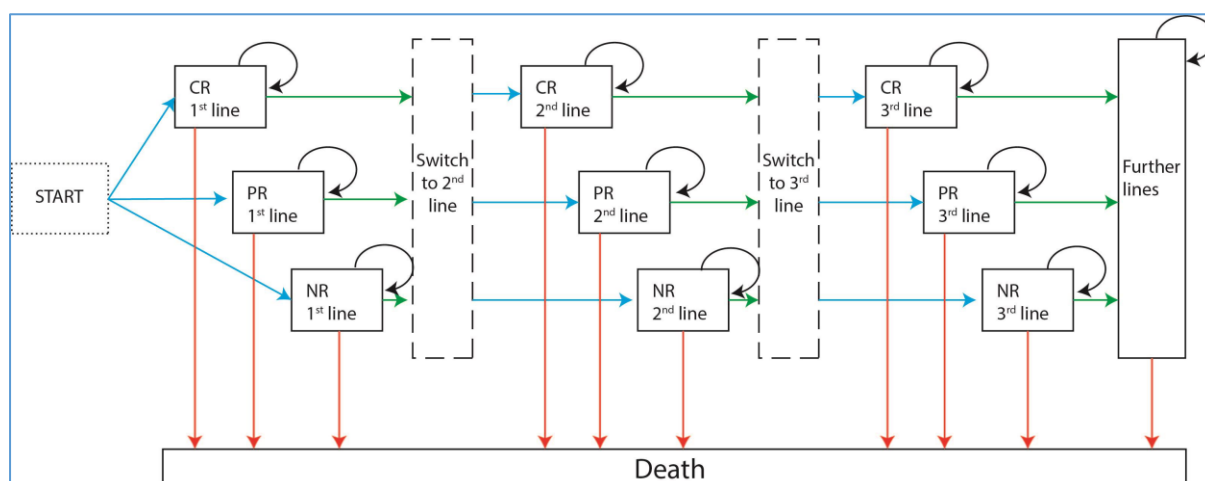 START
CR
1st line
PR
1st line
NR
1st line
Switch
to 2nd
line
CR
2nd line
PR
2nd line
NR
2nd line
Switch
to 3rd
line
CR
3rd line
PR
3rd line
NR
3rd line
Further
lines
Death